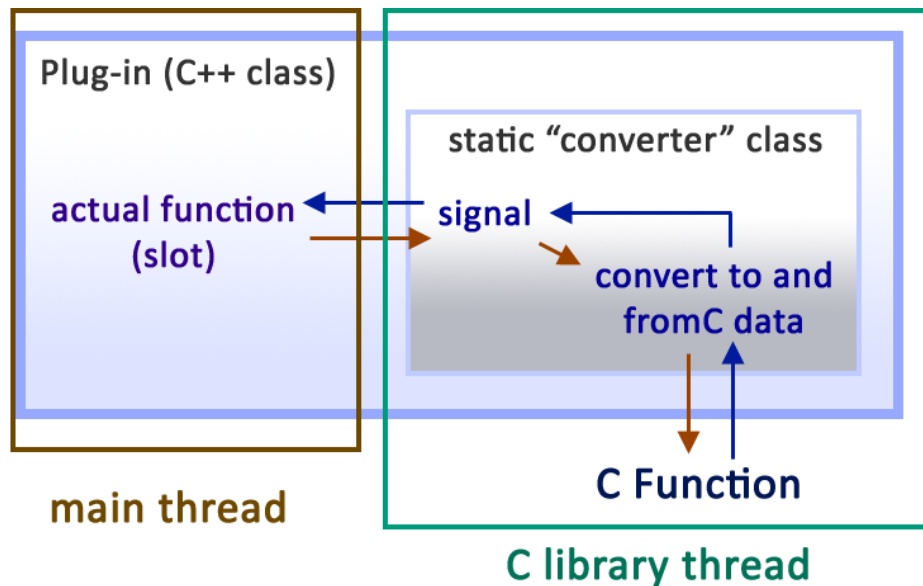 Plug-in (C++ class)
static “converter” class
actual function
(slot)
signal
convert to and
fromC data
C Function
main thread
C library thread